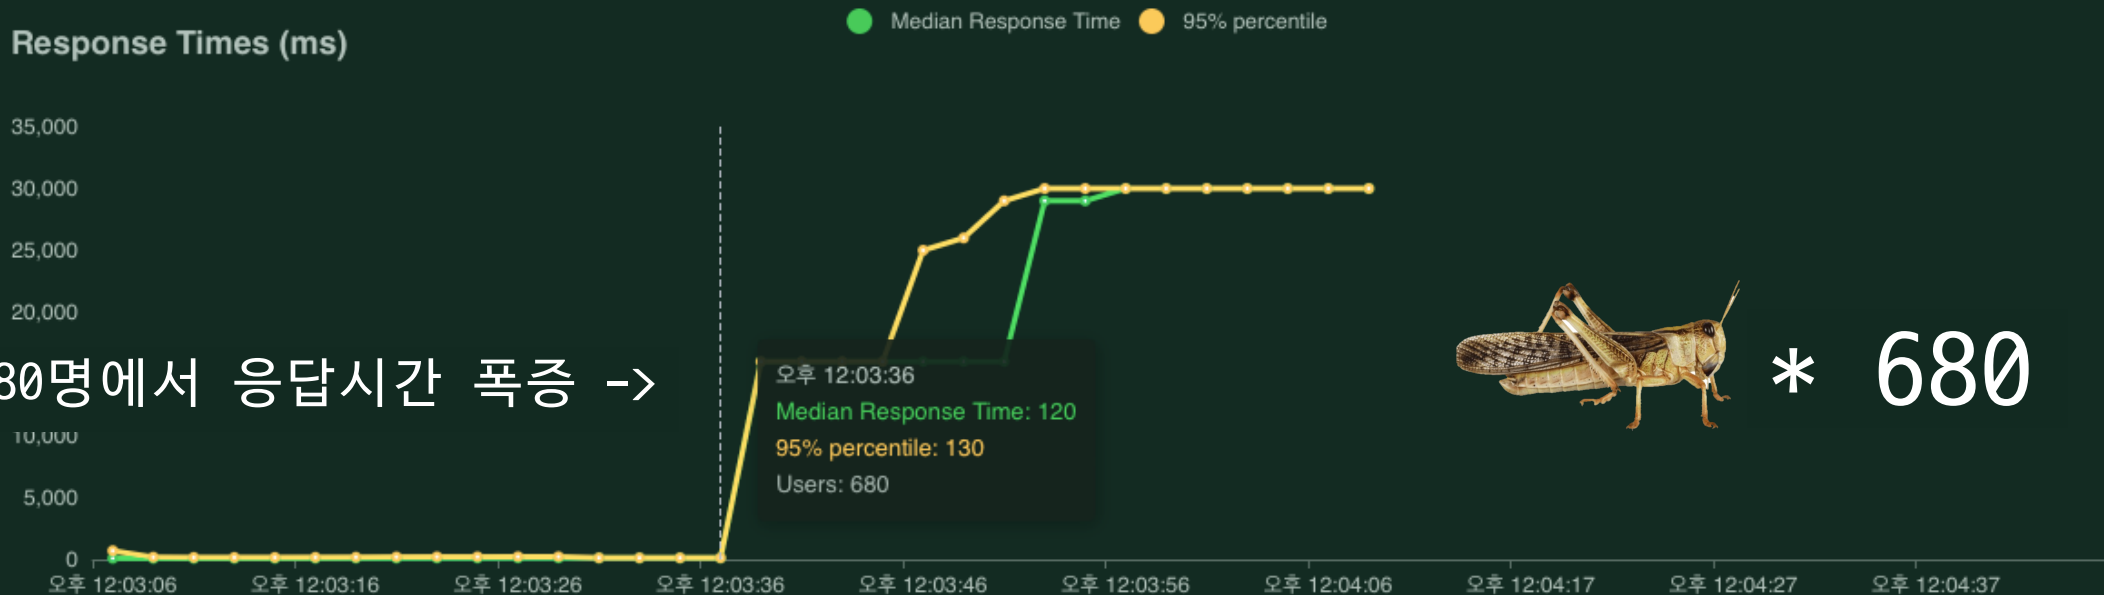 Median Response Time
95% percentile
Response Times (ms)
35,000
30,000
25,000
20,000
80명에서 응답시간 폭증 ->
* 680
오후 12:03:36
Median Response Time: 120
95% percentile: 130
Users: 680
10,000
5,000
0
오후 12:03:06
오후 12:03:16
오후 12:03:26
오후 12:03:36
오후 12:03:46
오후 12:03:56
오후 12:04:06
오후 12:04:17
오후 12:04:27
오후 12:04:37